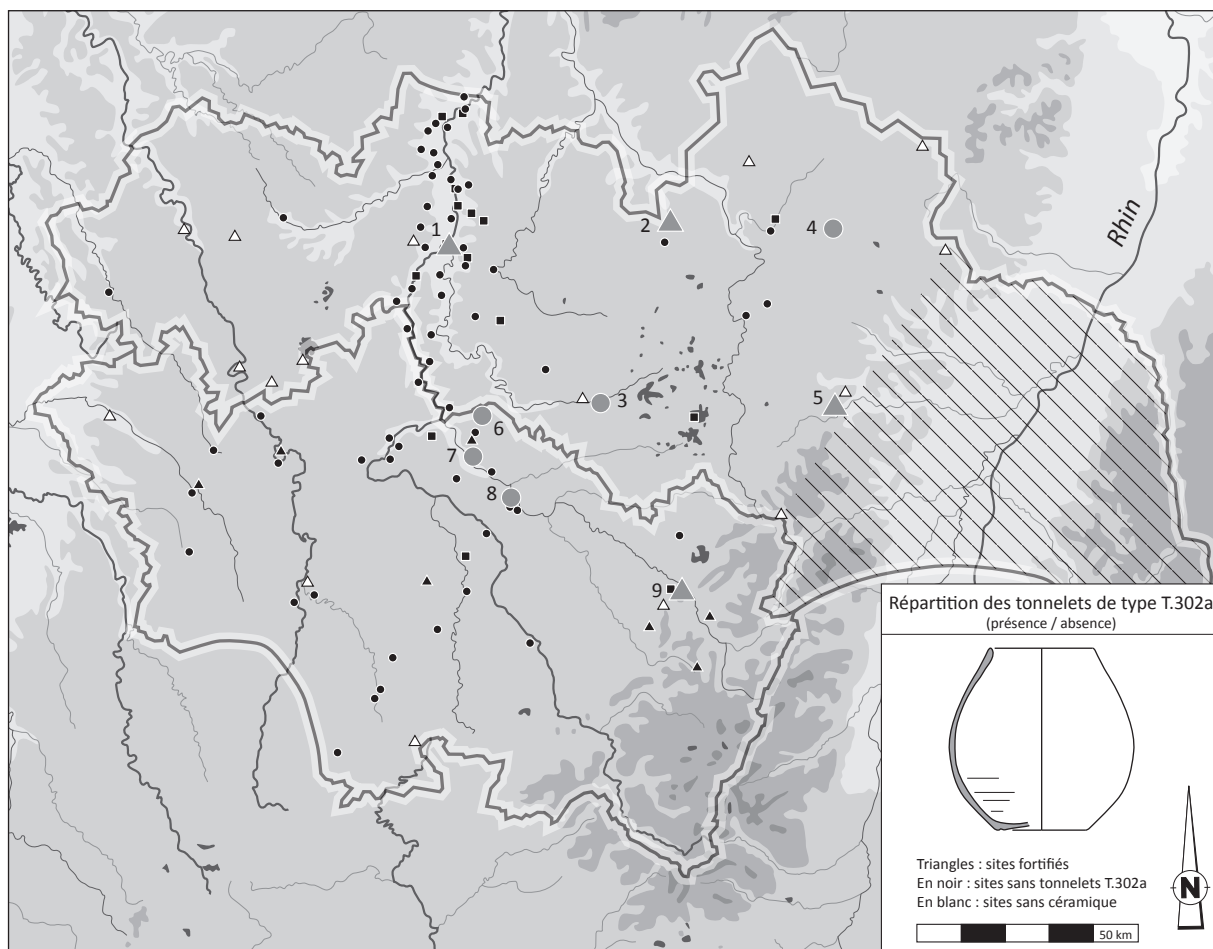 1
2
4
Rhin
3
5
6
7
8
9
Répartition des tonnelets de type T.302a
(présence / absence)
Triangles : sites fortifiés
En noir : sites sans tonnelets T.302a
En blanc : sites sans céramique
N
50 km